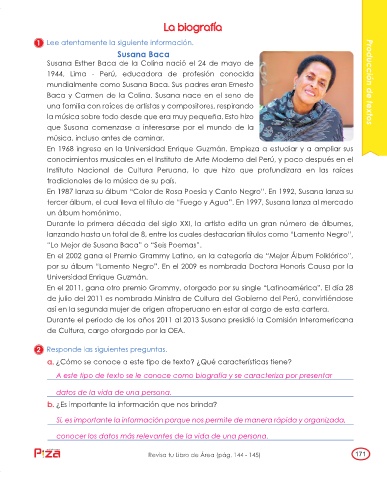 La biografía
1 Lee atentamente la siguiente información.
Susana Baca
Susana Esther Baca de la Colina nació el 24 de mayo de
1944, Lima - Perú, educadora de profesión conocida
mundialmente como Susana Baca. Sus padres eran Ernesto
Baca y Carmen de la Colina. Susana nace en el seno de
una familia con raíces de artistas y compositores, respirando
la música sobre todo desde que era muy pequeña. Esto hizo
que Susana comenzase a interesarse por el mundo de la
música, incluso antes de caminar.
En 1968 ingresa en la Universidad Enrique Guzmán. Empieza a estudiar y a ampliar sus
conocimientos musicales en el Instituto de Arte Moderno del Perú, y poco después en el
Instituto Nacional de Cultura Peruana, lo que hizo que profundizara en las raíces
tradicionales de la música de su país.
En 1987 lanza su álbum "Color de Rosa Poesía y Canto Negro". En 1992, Susana lanza su
tercer álbum, el cual lleva el título de "Fuego y Agua". En 1997, Susana lanza al mercado
un álbum homónimo.
Durante la primera década del siglo XXI, la artista edita un gran número de álbumes,
lanzando hasta un total de 8, entre los cuales destacarían títulos como "Lamento Negro",
"Lo Mejor de Susana Baca" o "Seis Poemas".
En el 2002 gana el Premio Grammy Latino, en la categoría de "Mejor Álbum Folklórico",
por su álbum "Lamento Negro". En el 2009 es nombrada Doctora Honoris Causa por la
Universidad Enrique Guzmán.
En el 2011, gana otro premio Grammy, otorgado por su single "Latinoamérica". El día 28
de julio del 2011 es nombrada Ministra de Cultura del Gobierno del Perú, convirtiéndose
así en la segunda mujer de origen afroperuano en estar al cargo de esta cartera.
Durante el periodo de los años 2011 al 2013 Susana presidió la Comisión Interamericana
de Cultura, cargo otorgado por la OEA.
2 Responde las siguientes preguntas.
a. ¿Cómo se conoce a este tipo de texto? ¿Qué características tiene?
A este tipo de texto se le conoce como biografía y se caracteriza por presentar
datos de la vida de una persona.
b. ¿Es importante la información que nos brinda?
Sí, es importante la información porque nos permite de manera rápida y organizada,
conocer los datos más relevantes de la vida de una persona.
Revisa tu Libro de Área (pág. 144 - 145)
171
Producción de textos